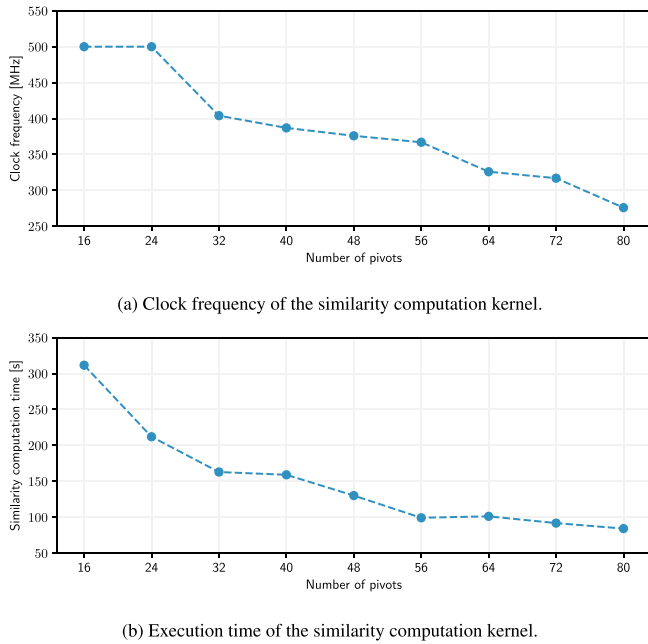 550
500
450
400
350
300
250
Clock frequency [MHz]
16 24 32 40 48 56 64 72 80
Number of pivots
(a) Clock frequency of the similarity computation kernel.
350
300
250
200
150
100
50
Similarity computation time [s]
16 24 32 40 48 56 64 72 80
Number of pivots
(b) Execution time of the similarity computation kernel.